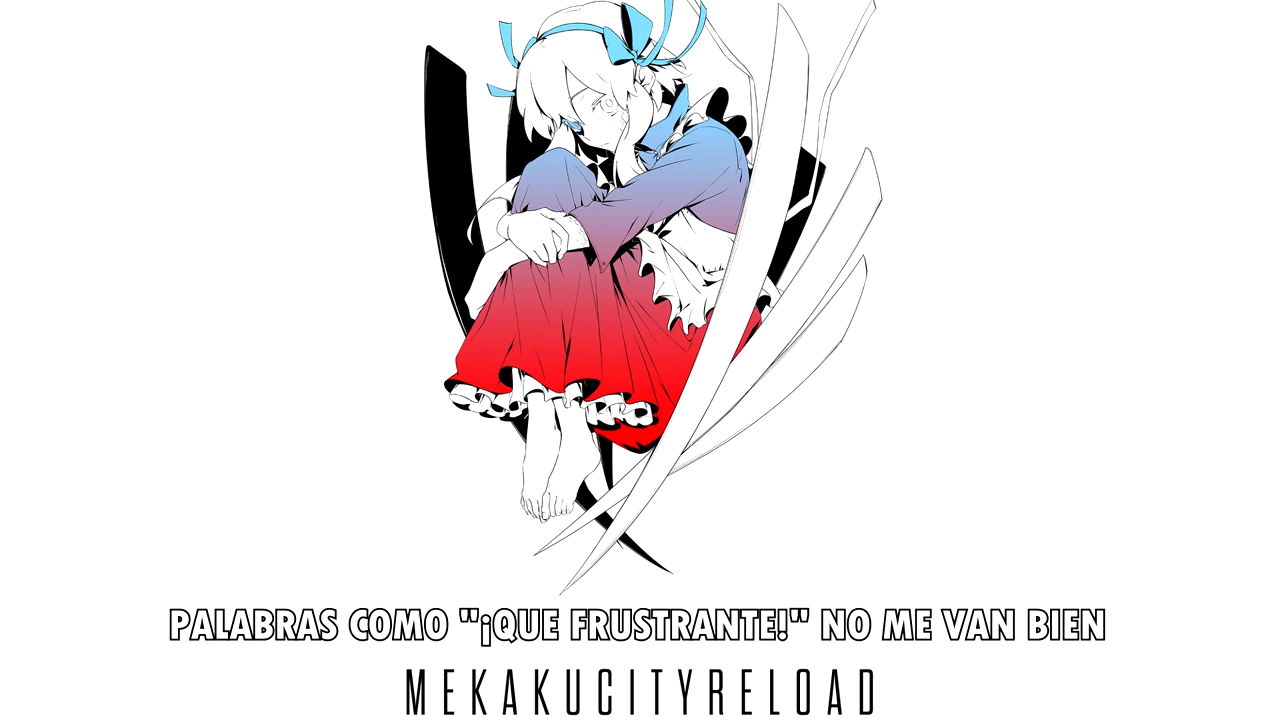 PALABRAS COMO "¡QUE FRUSTRANTE!" NO ME VAN BIEN
MEKAKUCITYRELOAD